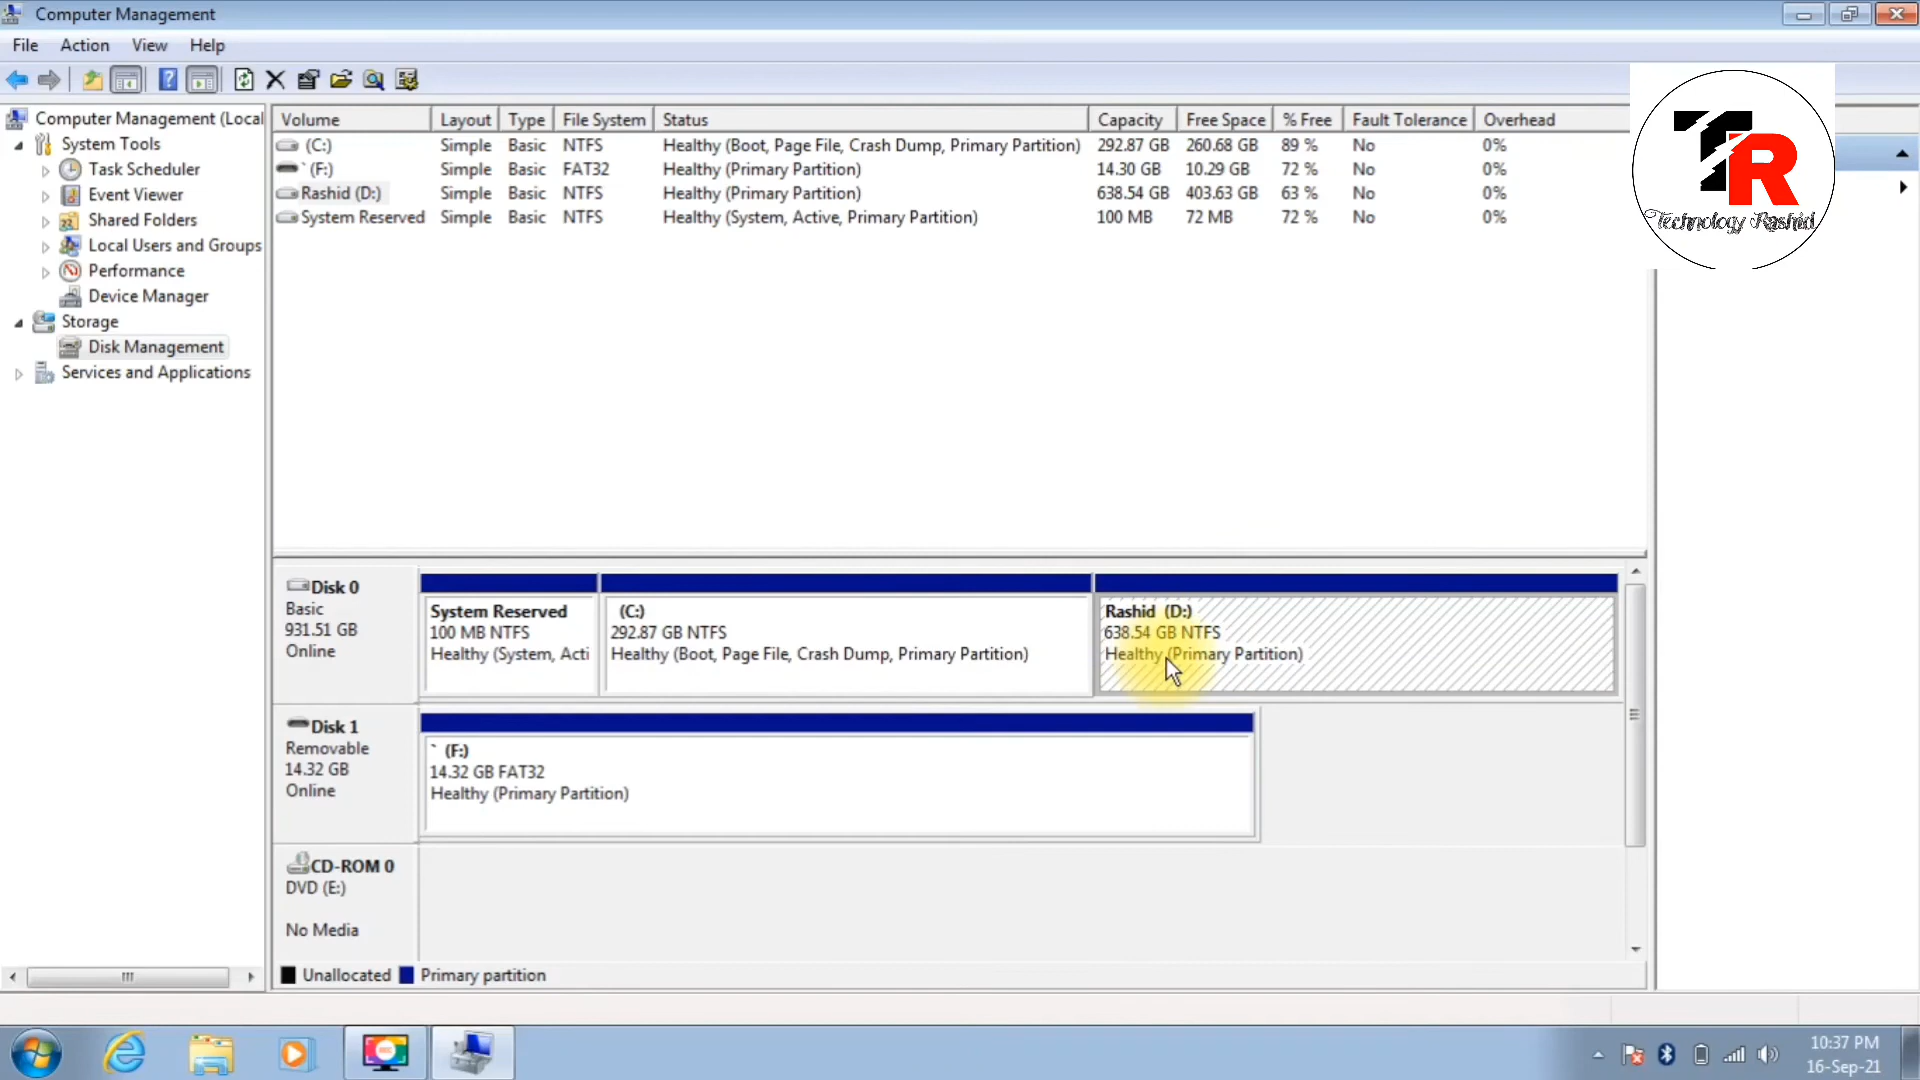 Computer Management
File Action View Help
Computer Management (Local
System Tools
Task Scheduler
Event Viewer
Shared Folders
Local Users and Groups
Performance
Device Manager
Storage
Disk Management
Services and Applications
Volume Layout Type File System Status Capacity Free Space % Free Fault Tolerance Overhead
(C:) Simple Basic NTFS Healthy (Boot, Page File, Crash Dump, Primary Partition) 292.87 GB 260.68 GB 89 % No 0%
` (F:) Simple Basic FAT32 Healthy (Primary Partition) 14.30 GB 10.29 GB 72 % No 0%
Rashid (D:) Simple Basic NTFS Healthy (Primary Partition) 638.54 GB 403.63 GB 63 % No 0%
System Reserved Simple Basic NTFS Healthy (System, Active, Primary Partition) 100 MB 72 MB 72 % No 0%
TR
Technology Rashid
Disk 0
Basic
931.51 GB
Online
System Reserved
100 MB NTFS
Healthy (System, Acti
(C:)
292.87 GB NTFS
Healthy (Boot, Page File, Crash Dump, Primary Partition)
Rashid (D:)
638.54 GB NTFS
Healthy (Primary Partition)
Disk 1
Removable
14.32 GB
Online
` (F:)
14.32 GB FAT32
Healthy (Primary Partition)
CD-ROM 0
DVD (E:)
No Media
Unallocated Primary partition
10:37 PM
16-Sep-21